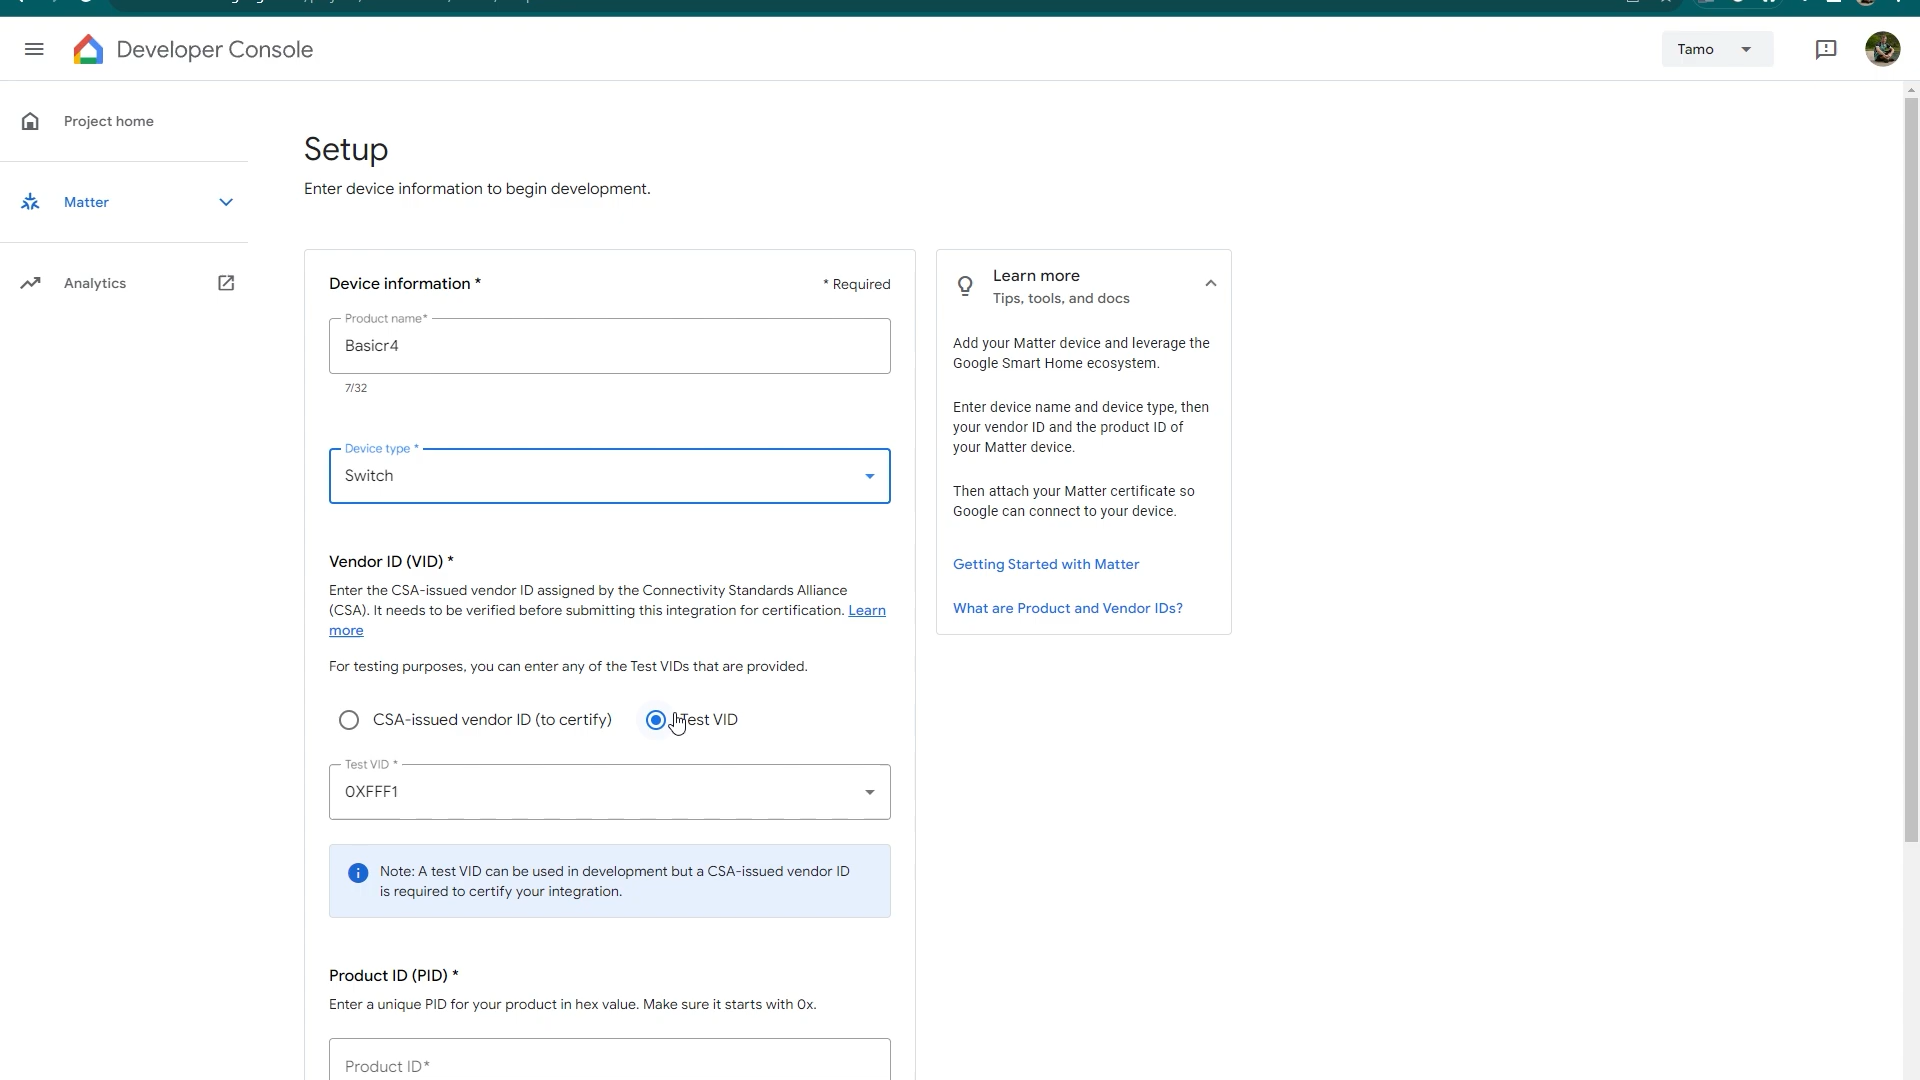 Developer Console
Tamo
Project home
Matter
Analytics
Setup
Enter device information to begin development.
Device information *
* Required
Product name*
Basicr4
7/32
Device type *
Switch
Vendor ID (VID) *
Enter the CSA-issued vendor ID assigned by the Connectivity Standards Alliance
(CSA). It needs to be verified before submitting this integration for certification. Learn
more
For testing purposes, you can enter any of the Test VIDs that are provided.
CSA-issued vendor ID (to certify)
Test VID
Test VID *
0XFFF1
Note: A test VID can be used in development but a CSA-issued vendor ID
is required to certify your integration.
Product ID (PID) *
Enter a unique PID for your product in hex value. Make sure it starts with 0x.
Product ID*
Learn more
Tips, tools, and docs
Add your Matter device and leverage the
Google Smart Home ecosystem.
Enter device name and device type, then
your vendor ID and the product ID of
your Matter device.
Then attach your Matter certificate so
Google can connect to your device.
Getting Started with Matter
What are Product and Vendor IDs?